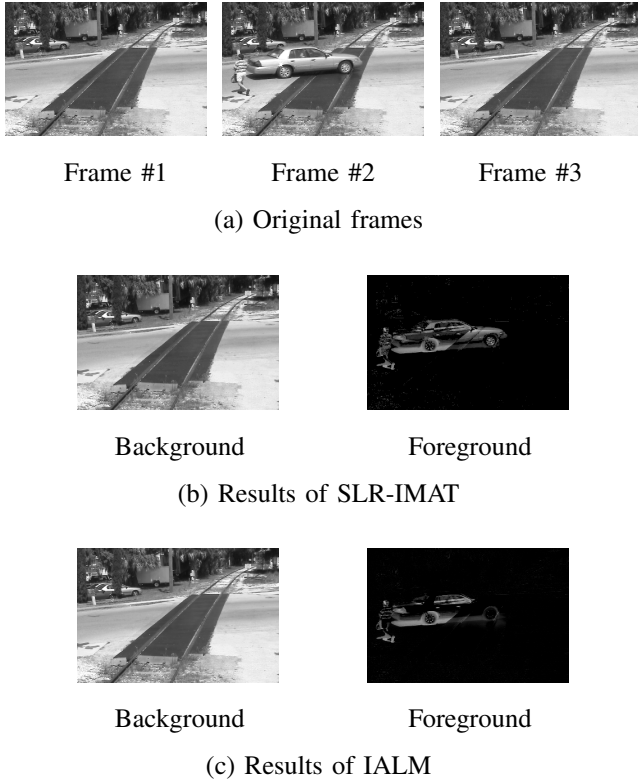 Frame #1 Frame #2 Frame #3
(a) Original frames
Background Foreground
(b) Results of SLR-IMAT
Background Foreground
(c) Results of IALM